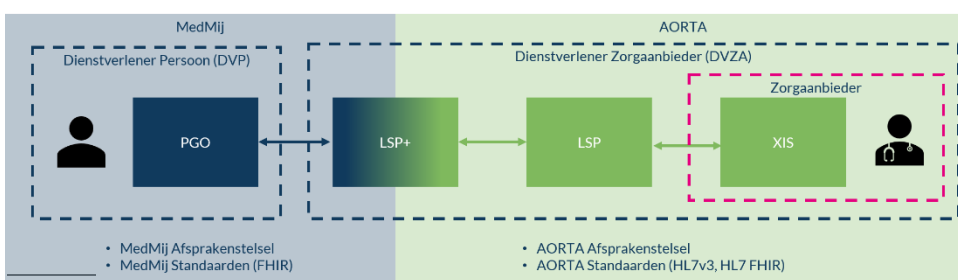 MedMij
AORTA
Dienstverlener Persoon (DVP)
Dienstverlener Zorgaanbieder (DVZA)
Zorgaanbieder
PGO
LSP+
LSP
XIS
• MedMij Afsprakenstelsel
• MedMij Standaarden (FHIR)
• AORTA Afsprakenstelsel
• AORTA Standaarden (HL7v3, HL7 FHIR)